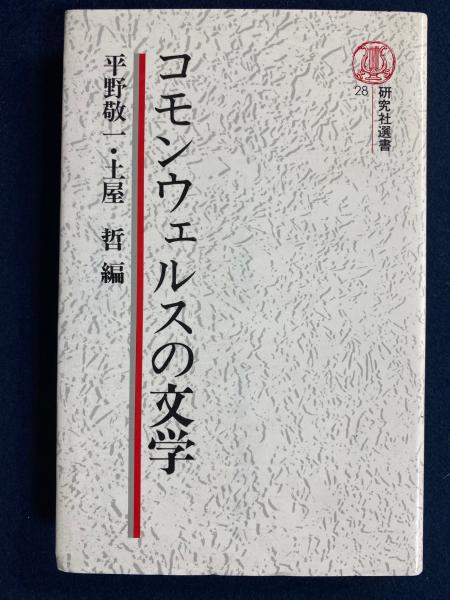 研究社選書
28
コモンウェルスの文学
平野敬一・土屋 哲 編